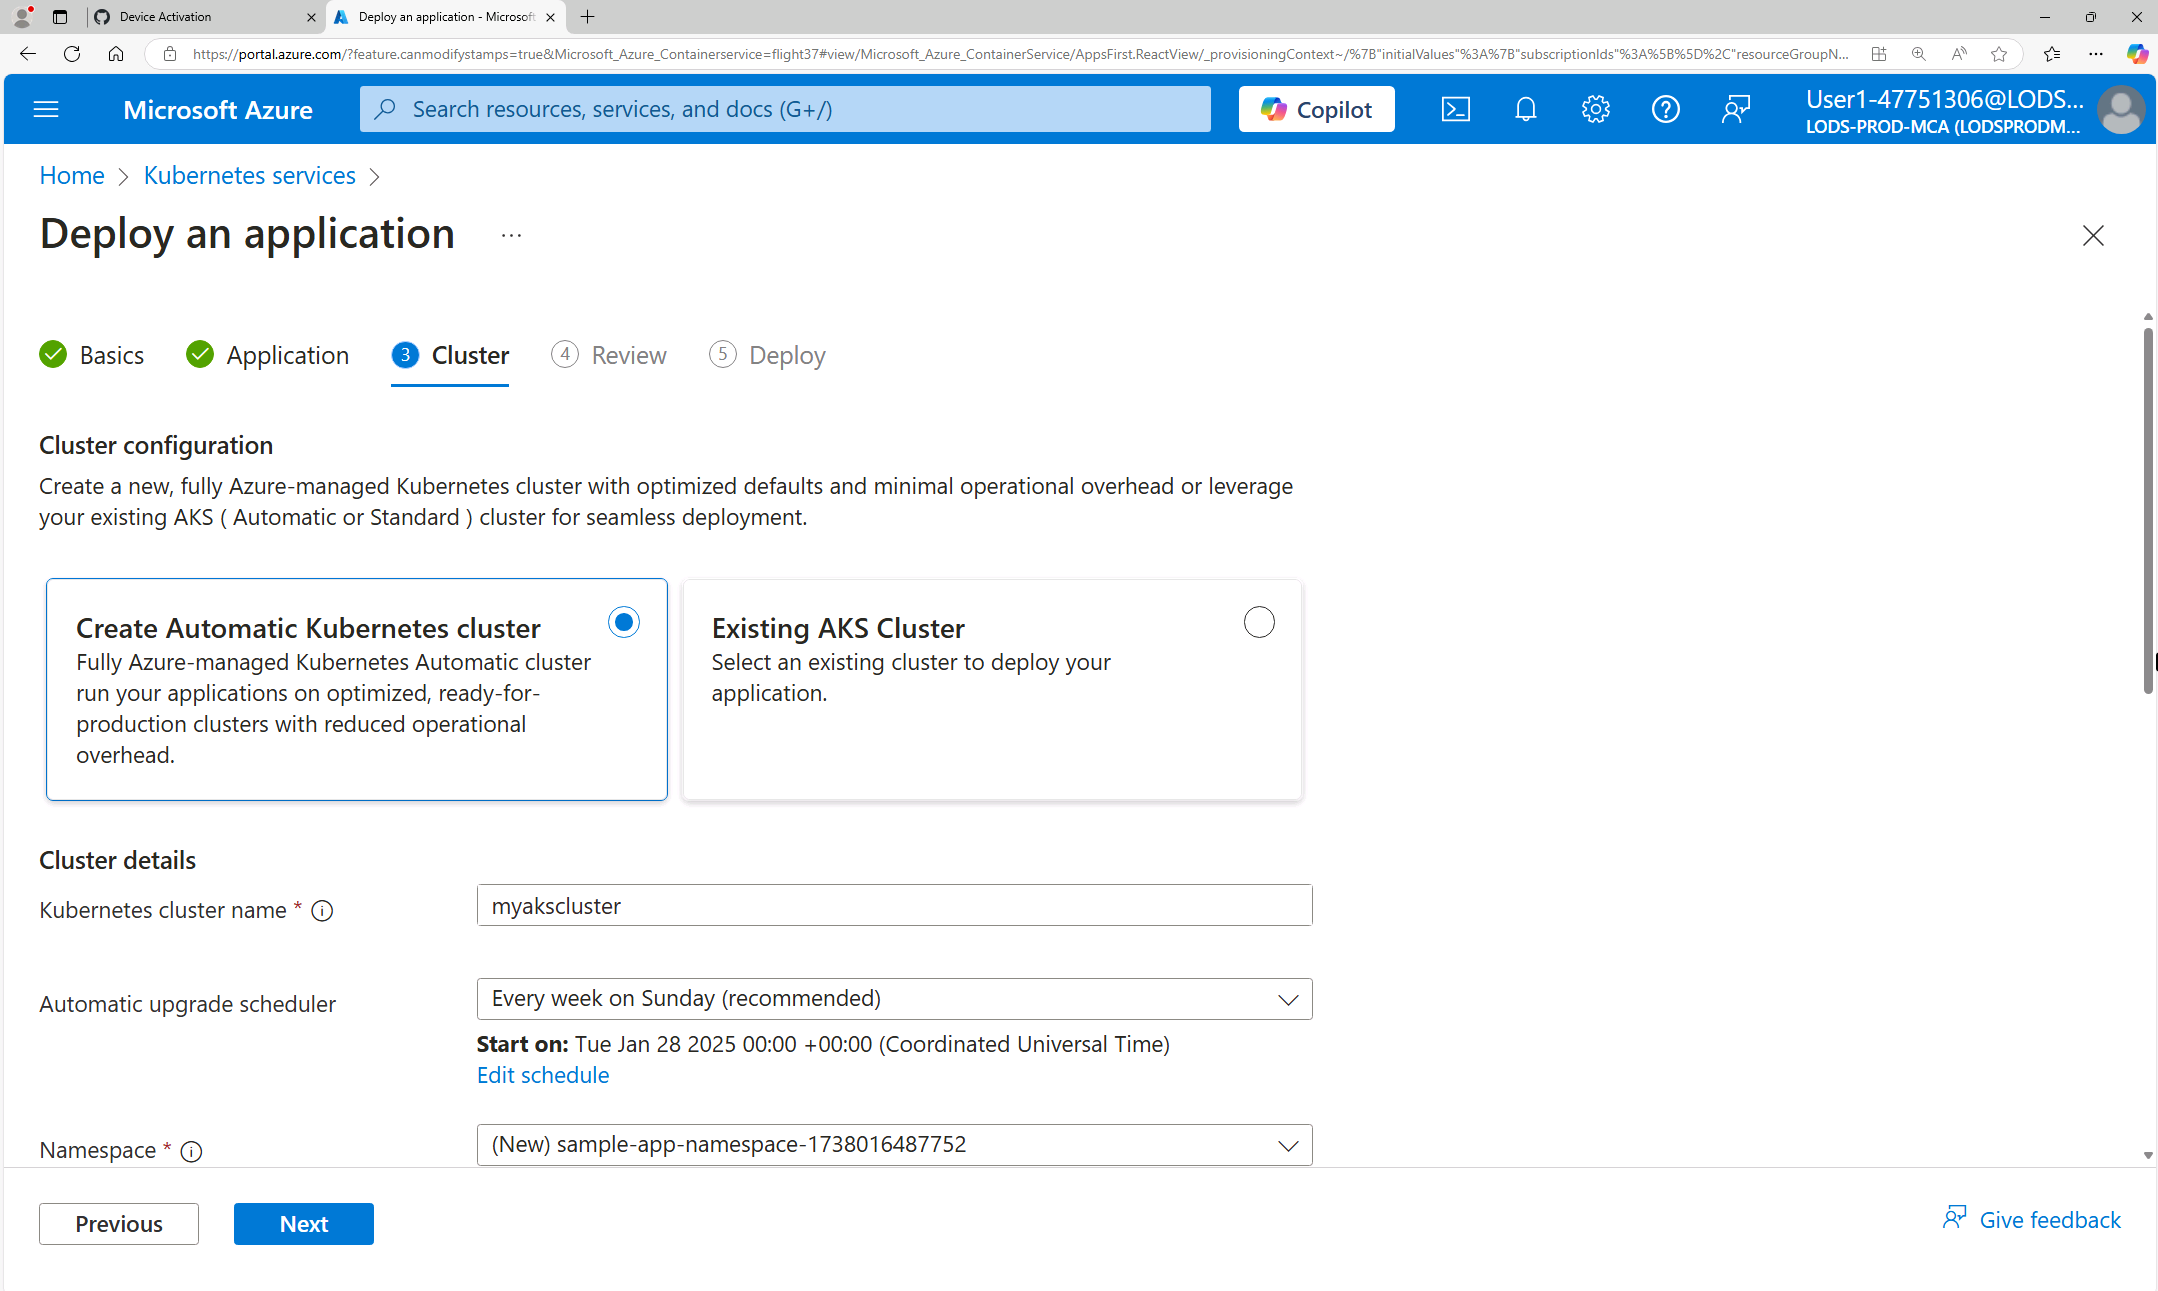 Device Activation
Deploy an application - Microsoft
https://portal.azure.com/?feature.canmodifystamps=true&Microsoft_Azure_Containerservice=flight37#view/Microsoft_Azure_ContainerService/AppsFirst.ReactView/_provisioningContext~/%7B"initialValues"%3A%7B"subscriptionIds"%3A%5B%5D%2C"resourceGroupN...
Microsoft Azure
Search resources, services, and docs (G+/)
Copilot
User1-47751306@LODS...
LODS-PROD-MCA (LODSPRODM...
Home > Kubernetes services >
Deploy an application ...
Basics
Application
3 Cluster
4 Review
5 Deploy
Cluster configuration
Create a new, fully Azure-managed Kubernetes cluster with optimized defaults and minimal operational overhead or leverage
your existing AKS ( Automatic or Standard ) cluster for seamless deployment.
Create Automatic Kubernetes cluster
Fully Azure-managed Kubernetes Automatic cluster
run your applications on optimized, ready-for-
production clusters with reduced operational
overhead.
Existing AKS Cluster
Select an existing cluster to deploy your
application.
Cluster details
Kubernetes cluster name *
myakscluster
Automatic upgrade scheduler
Every week on Sunday (recommended)
Start on: Tue Jan 28 2025 00:00 +00:00 (Coordinated Universal Time)
Edit schedule
Namespace *
(New) sample-app-namespace-1738016487752
Previous
Next
Give feedback